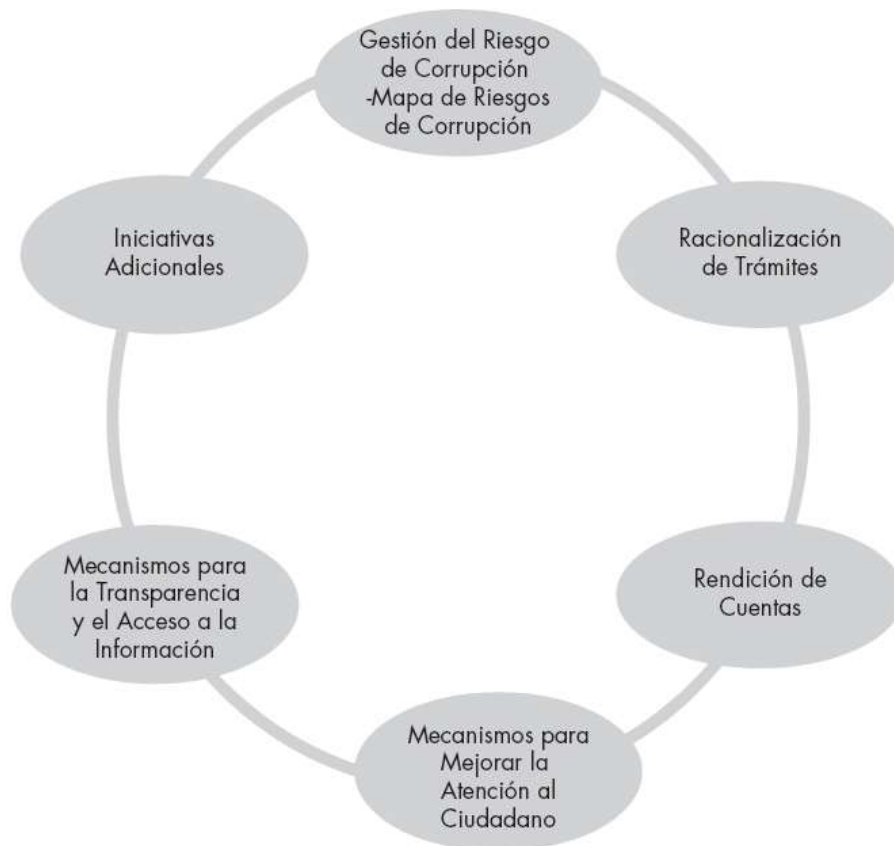 Gestión del Riesgo
de Corrupción
-Mapa de Riesgos
de Corrupción
Racionalización
de Trámites
Rendición de
Cuentas
Mecanismos para
Mejorar la
Atención al
Ciudadano
Mecanismos para
la Transparencia
y el Acceso a la
Información
Iniciativas
Adicionales